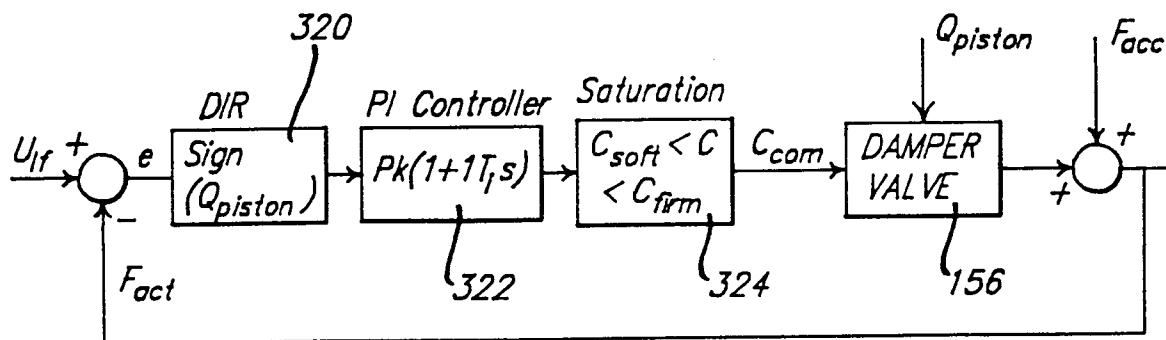 320
Q_piston
F_acc
DIR
PI Controller
Saturation
U_lf
+
e
Sign
(Q_piston)
Pk(1+1T_i s)
C_soft < C
< C_firm
C_com
DAMPER
VALVE
+
+
−
F_act
322
324
156